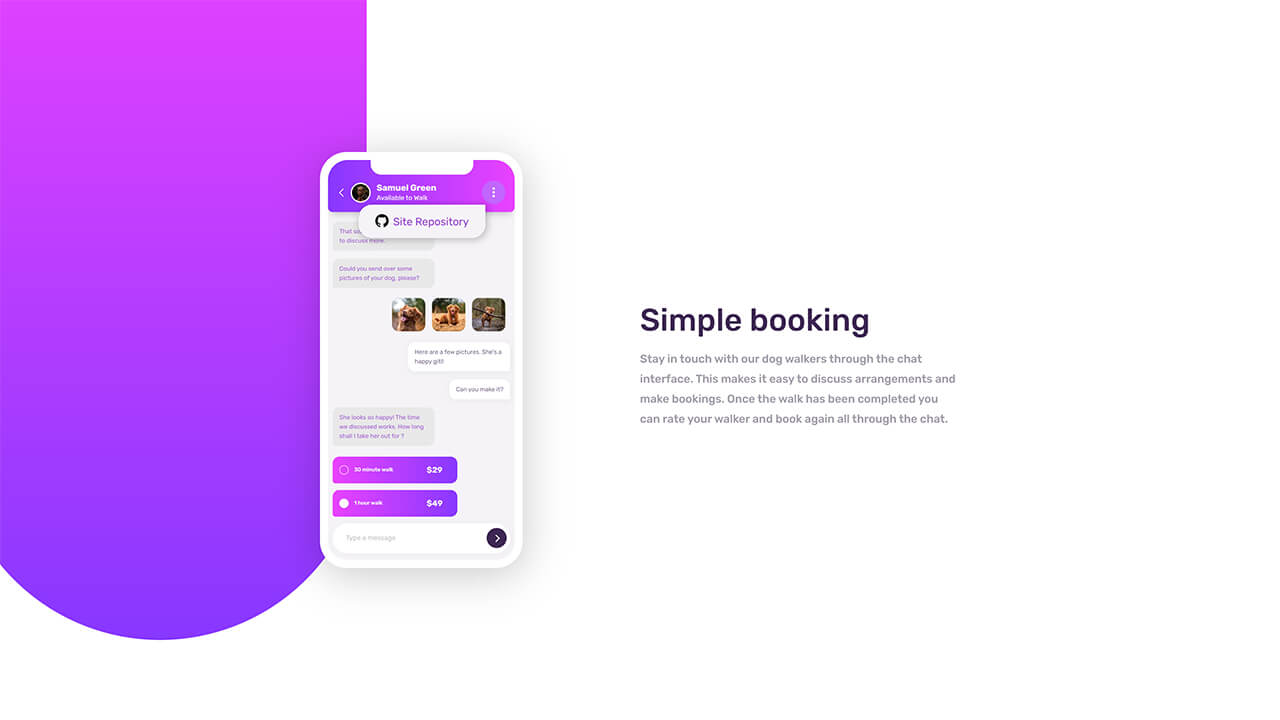 Samuel Green
Available to Walk
Site Repository
That so
to discuss more.
Could you send over some
pictures of your dog, please?
Here are a few pictures. She's a
happy girl!
Can you make it?
She looks so happy! The time
we discussed works. How long
shall I take her out for ?
30 minute walk $29
1 hour walk $49
Type a message
Simple booking
Stay in touch with our dog walkers through the chat
interface. This makes it easy to discuss arrangements and
make bookings. Once the walk has been completed you
can rate your walker and book again all through the chat.